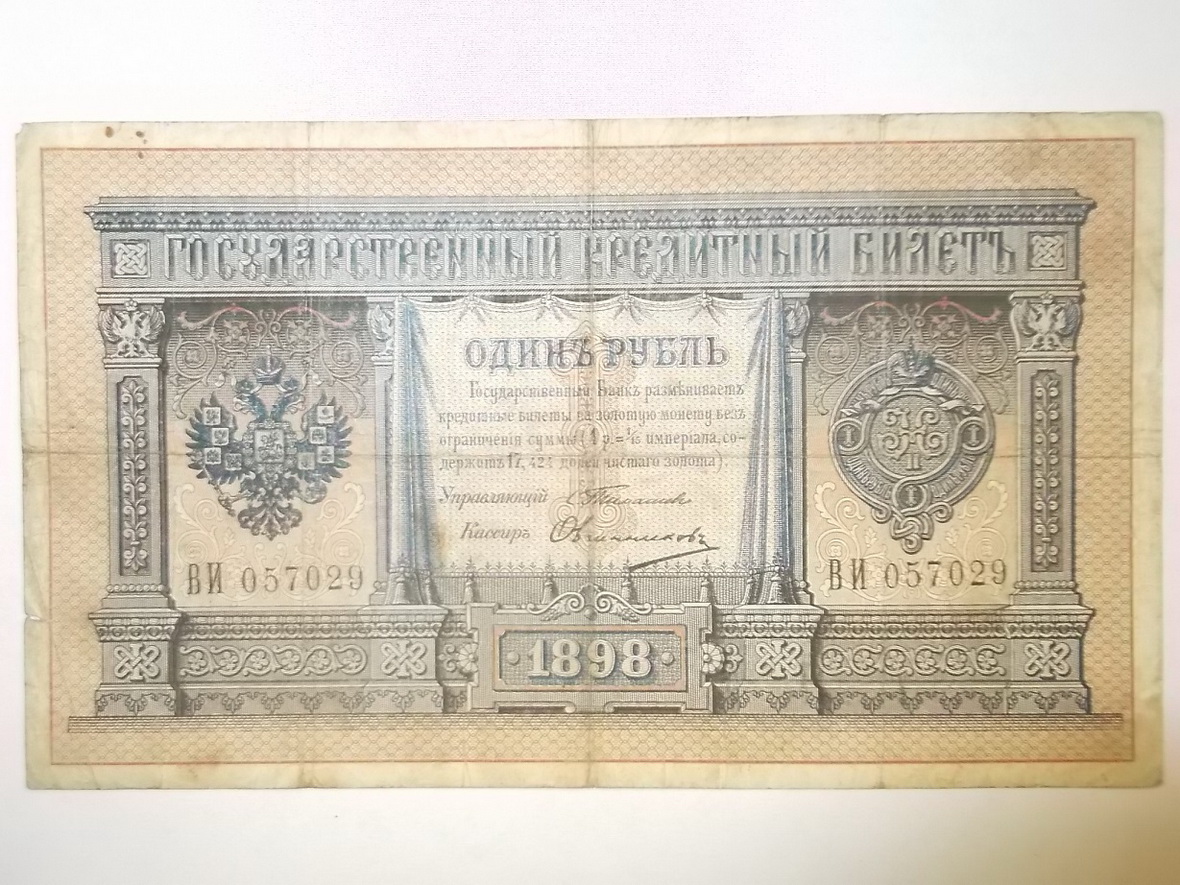 ГОСУДАРСТВЕННЫЙ КРЕДИТНЫЙ БИЛЕТЪ
ОДИНЪ РУБЛЬ
Государственный Банкъ размѣниваетъ
кредитные билеты на золотую монету безъ
ограниченія суммы (1 р. = 1/15 имперіала, со-
держитъ 17,424 долей чистаго золота).
Управляющій
Кассиръ Овчинниковъ
ВИ 057029
ВИ 057029
1898